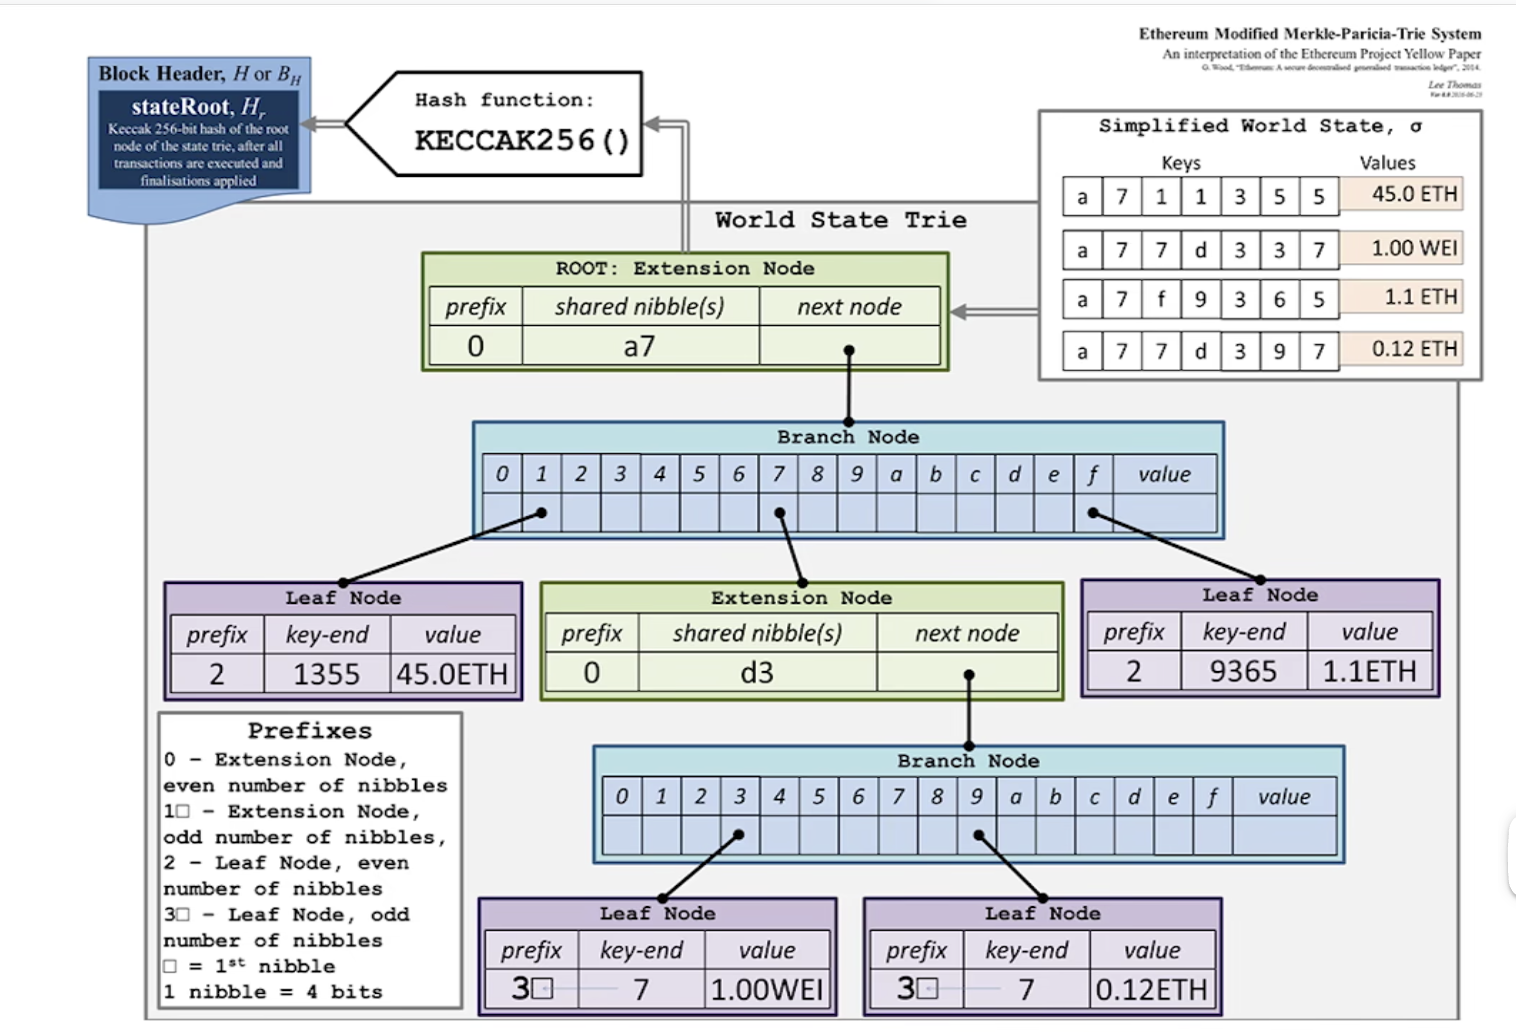 Ethereum Modified Merkle-Paricia-Trie System
An interpretation of the Ethereum Project Yellow Paper
G. Wood, "Ethereum: A secure decentralised generalised transaction ledger", 2014.
Lee Thomas
Block Header, H or B_H
stateRoot, H_r
Keccak 256-bit hash of the root
node of the state trie, after all
transactions are executed and
finalisations applied
Hash function:
KECCAK256()
Simplified World State, σ
Keys Values
a 7 1 1 3 5 5 45.0 ETH
a 7 7 d 3 3 7 1.00 WEI
a 7 f 9 3 6 5 1.1 ETH
a 7 7 d 3 9 7 0.12 ETH
World State Trie
ROOT: Extension Node
prefix shared nibble(s) next node
0 a7
Branch Node
0 1 2 3 4 5 6 7 8 9 a b c d e f value
Leaf Node
prefix key-end value
2 1355 45.0ETH
Extension Node
prefix shared nibble(s) next node
0 d3
Leaf Node
prefix key-end value
2 9365 1.1ETH
Branch Node
0 1 2 3 4 5 6 7 8 9 a b c d e f value
Leaf Node
prefix key-end value
3□ 7 1.00WEI
Leaf Node
prefix key-end value
3□ 7 0.12ETH
Prefixes
0 - Extension Node,
even number of nibbles
1□ - Extension Node,
odd number of nibbles,
2 - Leaf Node, even
number of nibbles
3□ - Leaf Node, odd
number of nibbles
□ = 1st nibble
1 nibble = 4 bits